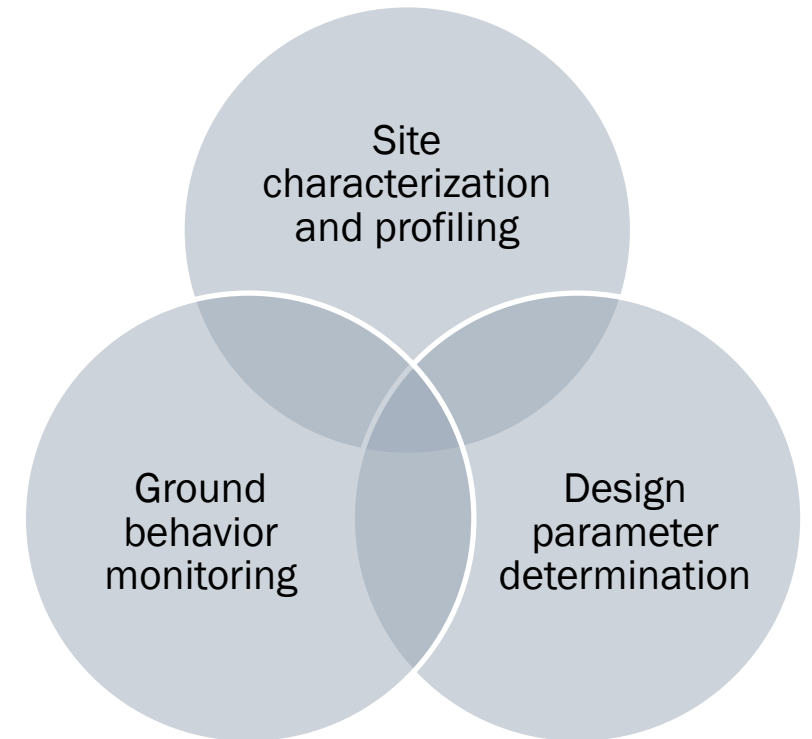 Site
characterization
and profiling
Ground
behavior
monitoring
Design
parameter
determination